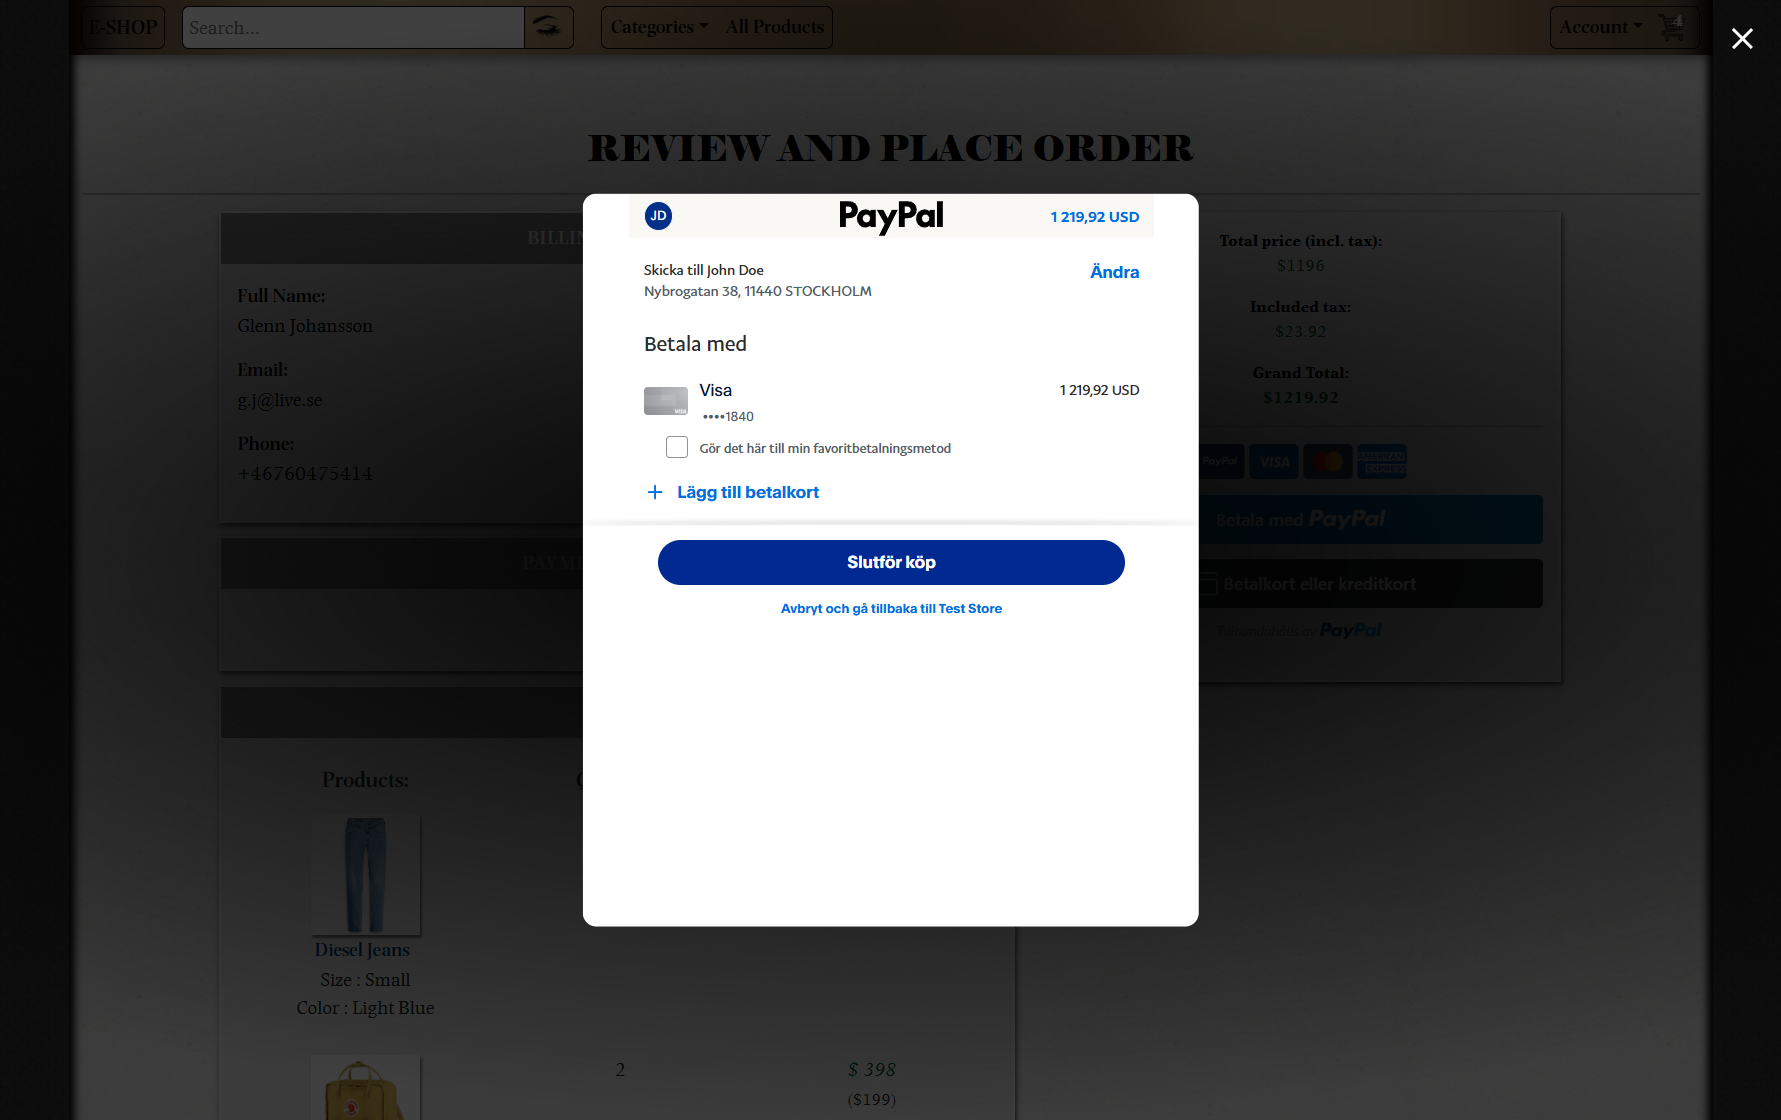 E-SHOP
Search...
Categories
All Products
Account
4
REVIEW AND PLACE ORDER
Full Name:
Glenn Johansson
Email:
g.j@live.se
Phone:
+46760475414
JD
PayPal
1 219,92 USD
Skicka till John Doe
Ändra
Nybrogatan 38, 11440 STOCKHOLM
Betala med
Visa
1 219,92 USD
VISA
••••1840
Gör det här till min favoritbetalningsmetod
+ Lägg till betalkort
Slutför köp
Avbryt och gå tillbaka till Test Store
Total price (incl. tax):
$1196
Included tax:
$23.92
Grand Total:
$1219.92
PayPal
VISA
AMERICAN EXPRESS
Betala med PayPal
Betalkort eller kreditkort
Tillhandahålls av PayPal
Products:
Diesel Jeans
Size : Small
Color : Light Blue
2
$ 398
($199)